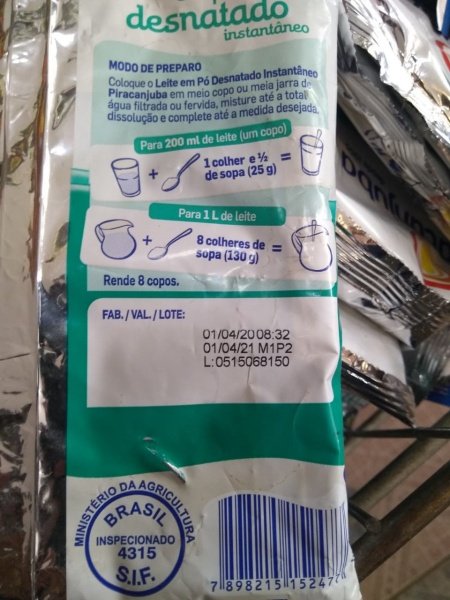 desnatado
instantâneo
MODO DE PREPARO
Coloque o Leite em Pó Desnatado Instantâneo
Piracanjuba em meio copo ou meia jarra de
água filtrada ou fervida, misture até a total
dissolução e complete até a medida desejada.
Para 200 ml de leite (um copo)
+ 1 colher e ½ =
de sopa (25 g)
Para 1 L de leite
+ 8 colheres de =
sopa (130 g)
Rende 8 copos.
FAB. / VAL. / LOTE:
01/04/20 08:32
01/04/21 M1P2
L:0515068150
MINISTÉRIO DA AGRICULTURA
BRASIL
INSPECIONADO
4315
S.I.F.
7 898215 15247